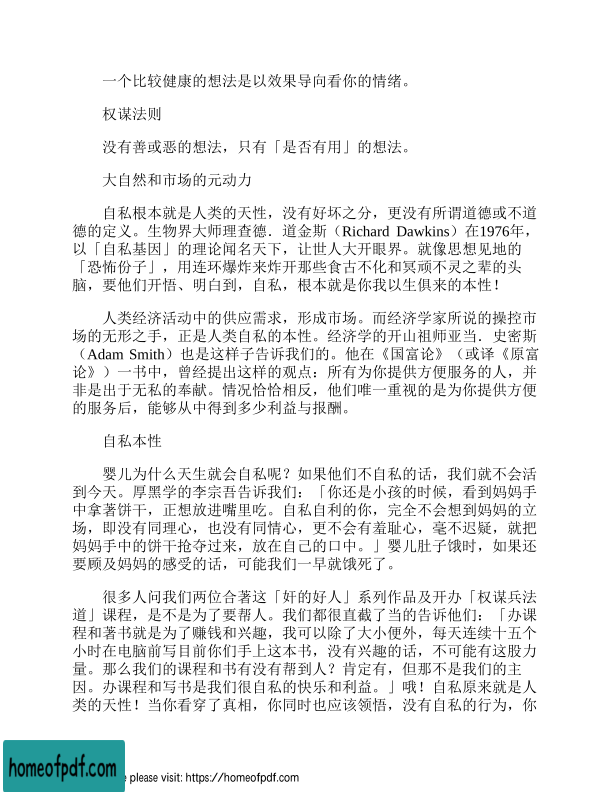 一个比较健康的想法是以效果导向看你的情绪。
权谋法则
没有善或恶的想法，只有「是否有用」的想法。
大自然和市场的元动力
自私根本就是人类的天性，没有好坏之分，更没有所谓道德或不道
德的定义。生物界大师理查德．道金斯（Richard Dawkins）在1976年，
以「自私基因」的理论闻名天下，让世人大开眼界。就像思想见地的
「恐怖份子」，用连环爆炸来炸开那些食古不化和冥顽不灵之辈的头
脑，要他们开悟、明白到，自私，根本就是你我以生俱来的本性！
人类经济活动中的供应需求，形成市场。而经济学家所说的操控市
场的无形之手，正是人类自私的本性。经济学的开山祖师亚当．史密斯
（Adam Smith）也是这样子告诉我们的。他在《国富论》（或译《原富
论》）一书中，曾经提出这样的观点：所有为你提供方便服务的人，并
非是出于无私的奉献。情况恰恰相反，他们唯一重视的是为你提供方便
的服务后，能够从中得到多少利益与报酬。
自私本性
婴儿为什么天生就会自私呢？如果他们不自私的话，我们就不会活
到今天。厚黑学的李宗吾告诉我们：「你还是小孩的时候，看到妈妈手
中拿著饼干，正想放进嘴里吃。自私自利的你，完全不会想到妈妈的立
场，即没有同理心，也没有同情心，更不会有羞耻心，毫不迟疑，就把
妈妈手中的饼干抢夺过来，放在自己的口中。」婴儿肚子饿时，如果还
要顾及妈妈的感受的话，可能我们一早就饿死了。
很多人问我们两位合著这「奸的好人」系列作品及开办「权谋兵法
道」课程，是不是为了要帮人。我们都很直截了当的告诉他们：「办课
程和著书就是为了赚钱和兴趣，我可以除了大小便外，每天连续十五个
小时在电脑前写目前你们手上这本书，没有兴趣的话，不可能有这股力
量。那么我们的课程和书有没有帮到人？肯定有，但那不是我们的主
因。办课程和写书是我们很自私的快乐和利益。」哦！自私原来就是人
类的天性！当你看穿了真相，你同时也应该领悟，没有自私的行为，你
homeofpdf.com
e please visit: https://homeofpdf.com